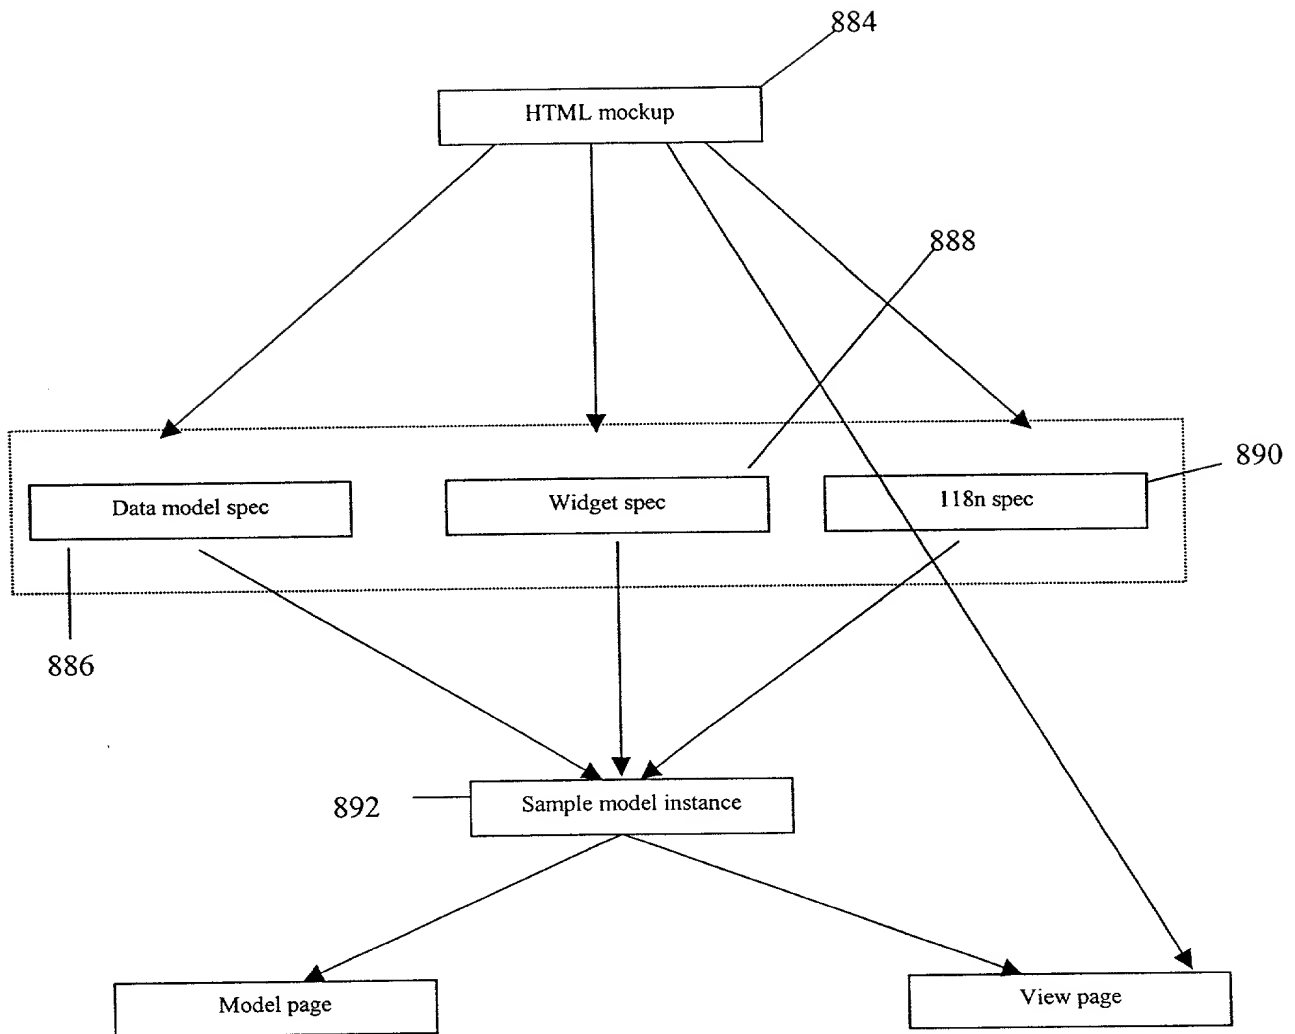 884
HTML mockup
888
890
Data model spec
Widget spec
I18n spec
886
892
Sample model instance
Model page
View page